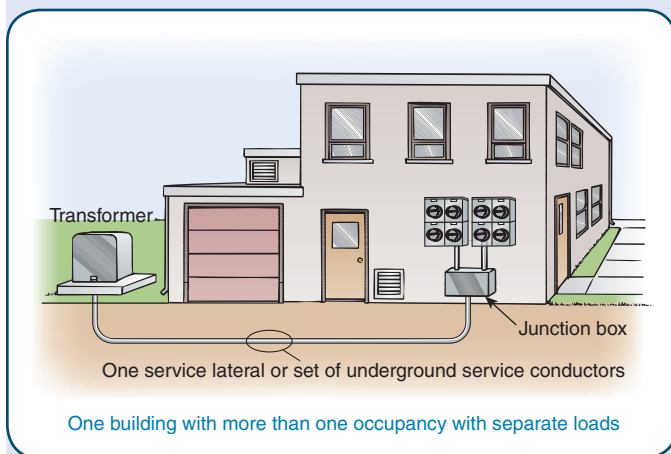 Transformer
Junction box
One service lateral or set of underground service conductors
One building with more than one occupancy with separate loads